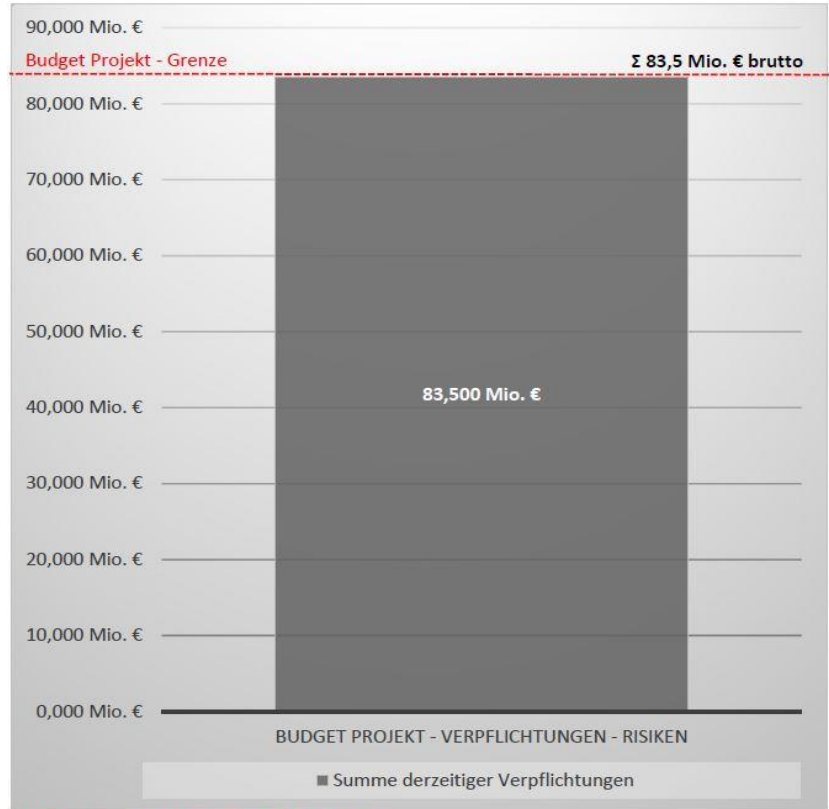 90,000 Mio. €
Budget Projekt - Grenze
Σ 83,5 Mio. € brutto
80,000 Mio. €
70,000 Mio. €
60,000 Mio. €
50,000 Mio. €
83,500 Mio. €
40,000 Mio. €
30,000 Mio. €
20,000 Mio. €
10,000 Mio. €
0,000 Mio. €
BUDGET PROJEKT - VERPFLICHTUNGEN - RISIKEN
Summe derzeitiger Verpflichtungen